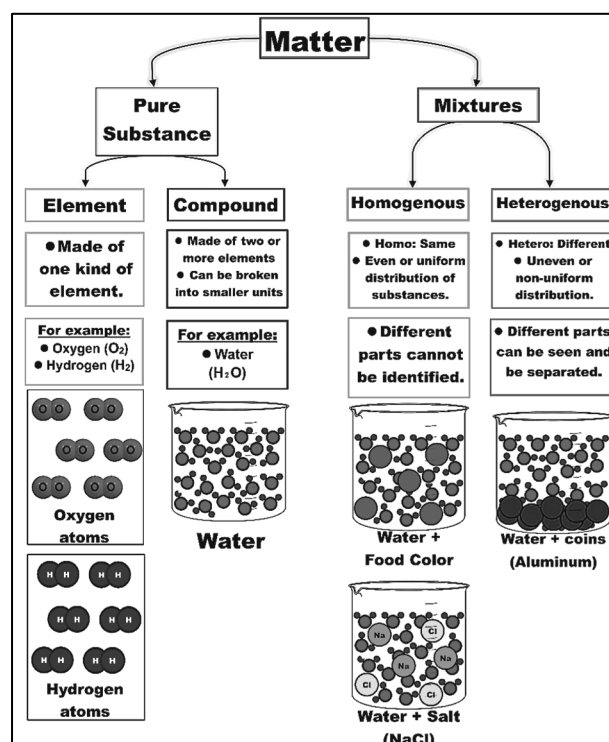 Matter
Pure
Substance
Mixtures
Element
Compound
Homogenous
Heterogenous
●Made of
one kind of
element.
● Made of two or
more elements
● Can be broken
into smaller units
● Homo: Same
● Even or uniform
distribution of
substances.
● Hetero: Different
● Uneven or
non-uniform
distribution.
For example:
● Oxygen (O₂)
● Hydrogen (H₂)
For example:
● Water
(H₂O)
● Different
parts cannot
be identified.
● Different parts
can be seen and
be separated.
O O O O
O O O O
O O O O
Oxygen
atoms
Water
Water +
Food Color
Water + coins
(Aluminum)
H H H H
H H H H
H H H H
Hydrogen
atoms
Na Cl
Na Na
Cl Cl
Water + Salt
(NaCl)